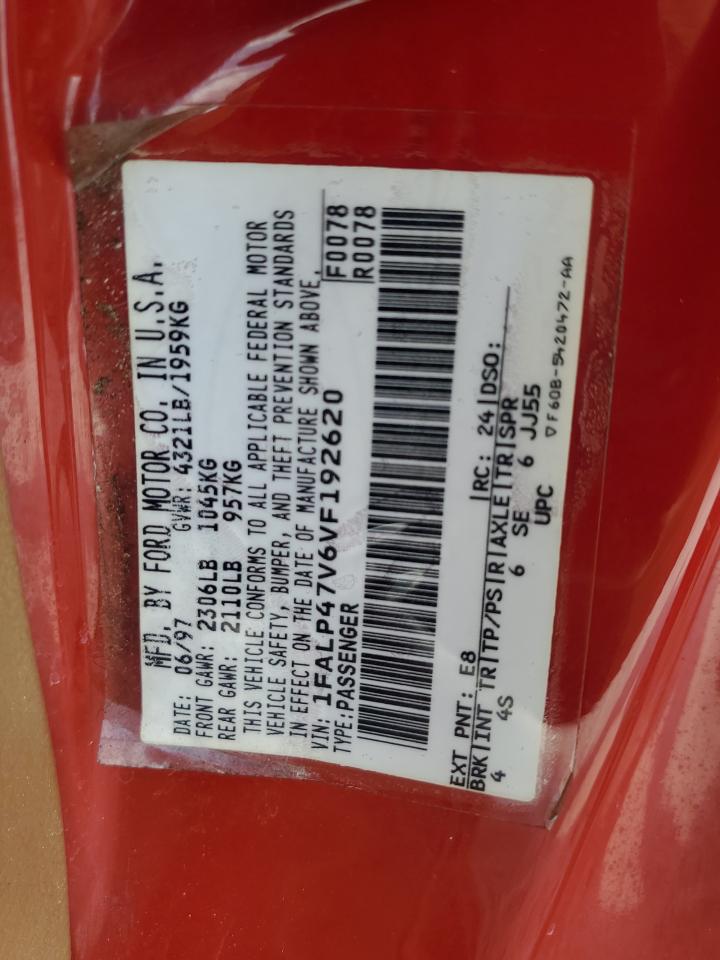 MFD. BY FORD MOTOR CO. IN U.S.A.
DATE: 06/97 GVWR: 4321LB/1959KG
FRONT GAWR: 2306LB 1045KG
REAR GAWR: 2110LB 957KG
THIS VEHICLE CONFORMS TO ALL APPLICABLE FEDERAL MOTOR
VEHICLE SAFETY, BUMPER, AND THEFT PREVENTION STANDARDS
IN EFFECT ON THE DATE OF MANUFACTURE SHOWN ABOVE.
VIN: 1FALP47V6VF192620 F0078
TYPE: PASSENGER R0078
EXT PNT: E8 |RC: 24|DSO:
BRK|INT TR|TP/PS|R|AXLE|TR|SPR
4 4S 6 SE 6 JJ55
UPC
▽F60B-5420472-AA